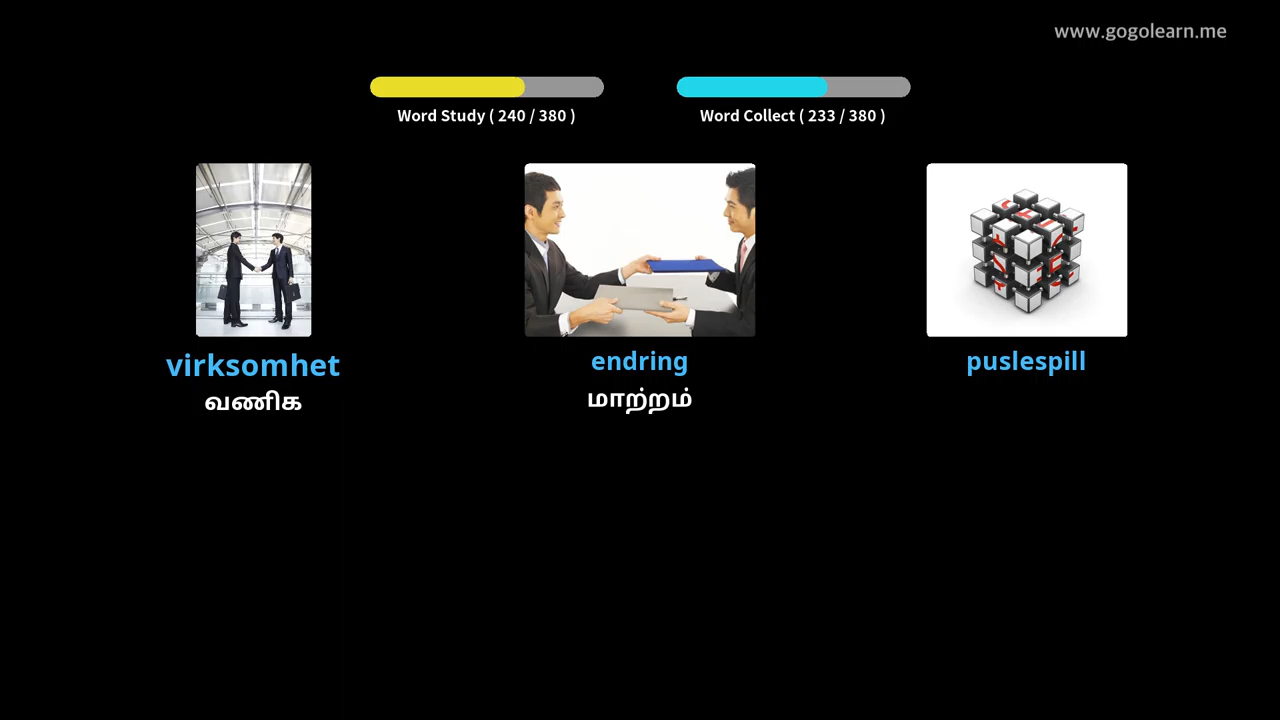 www.gogolearn.me
Word Study ( 240 / 380 )
Word Collect ( 233 / 380 )
virksomhet
வணிக
endring
மாற்றம்
puslespill